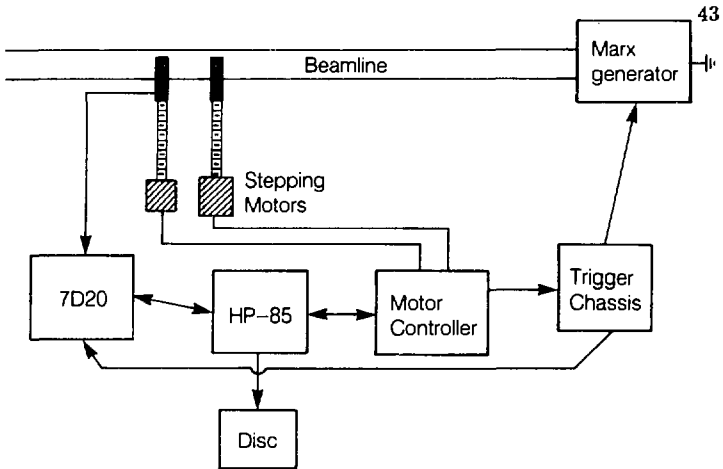 43
Beamline
Marx
generator
Stepping
Motors
7D20
HP-85
Motor
Controller
Trigger
Chassis
Disc